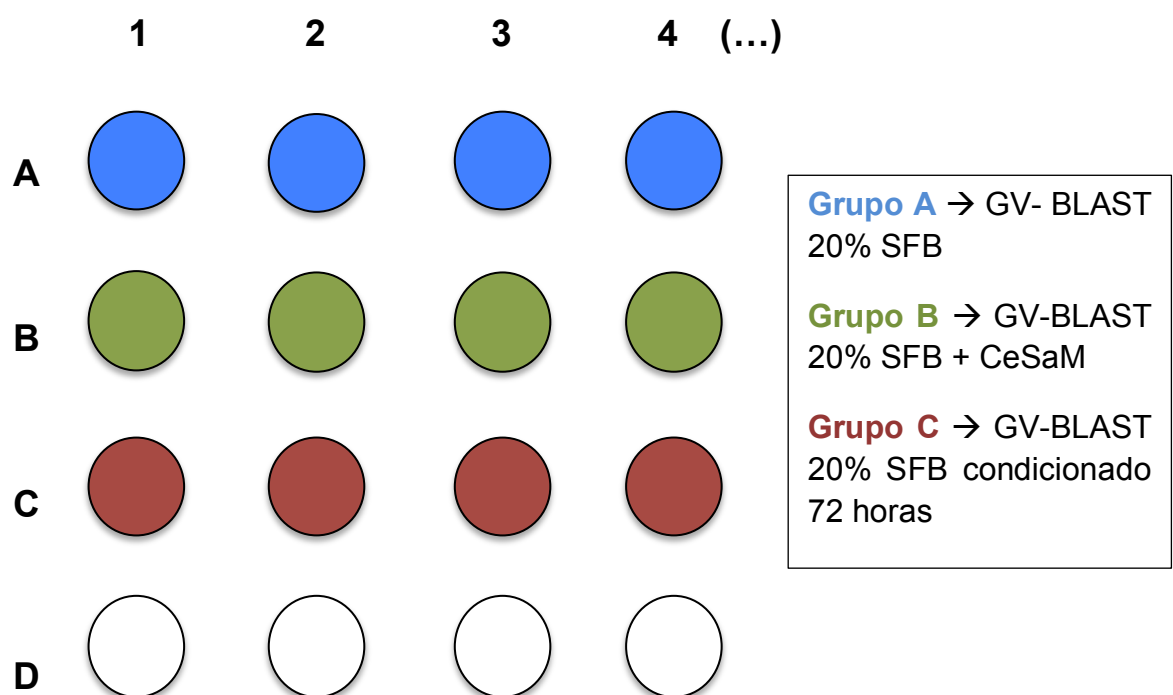 1 2 3 4 (...)
A
B
C
D
Grupo A → GV- BLAST
20% SFB
Grupo B → GV-BLAST
20% SFB + CeSaM
Grupo C → GV-BLAST
20% SFB condicionado
72 horas